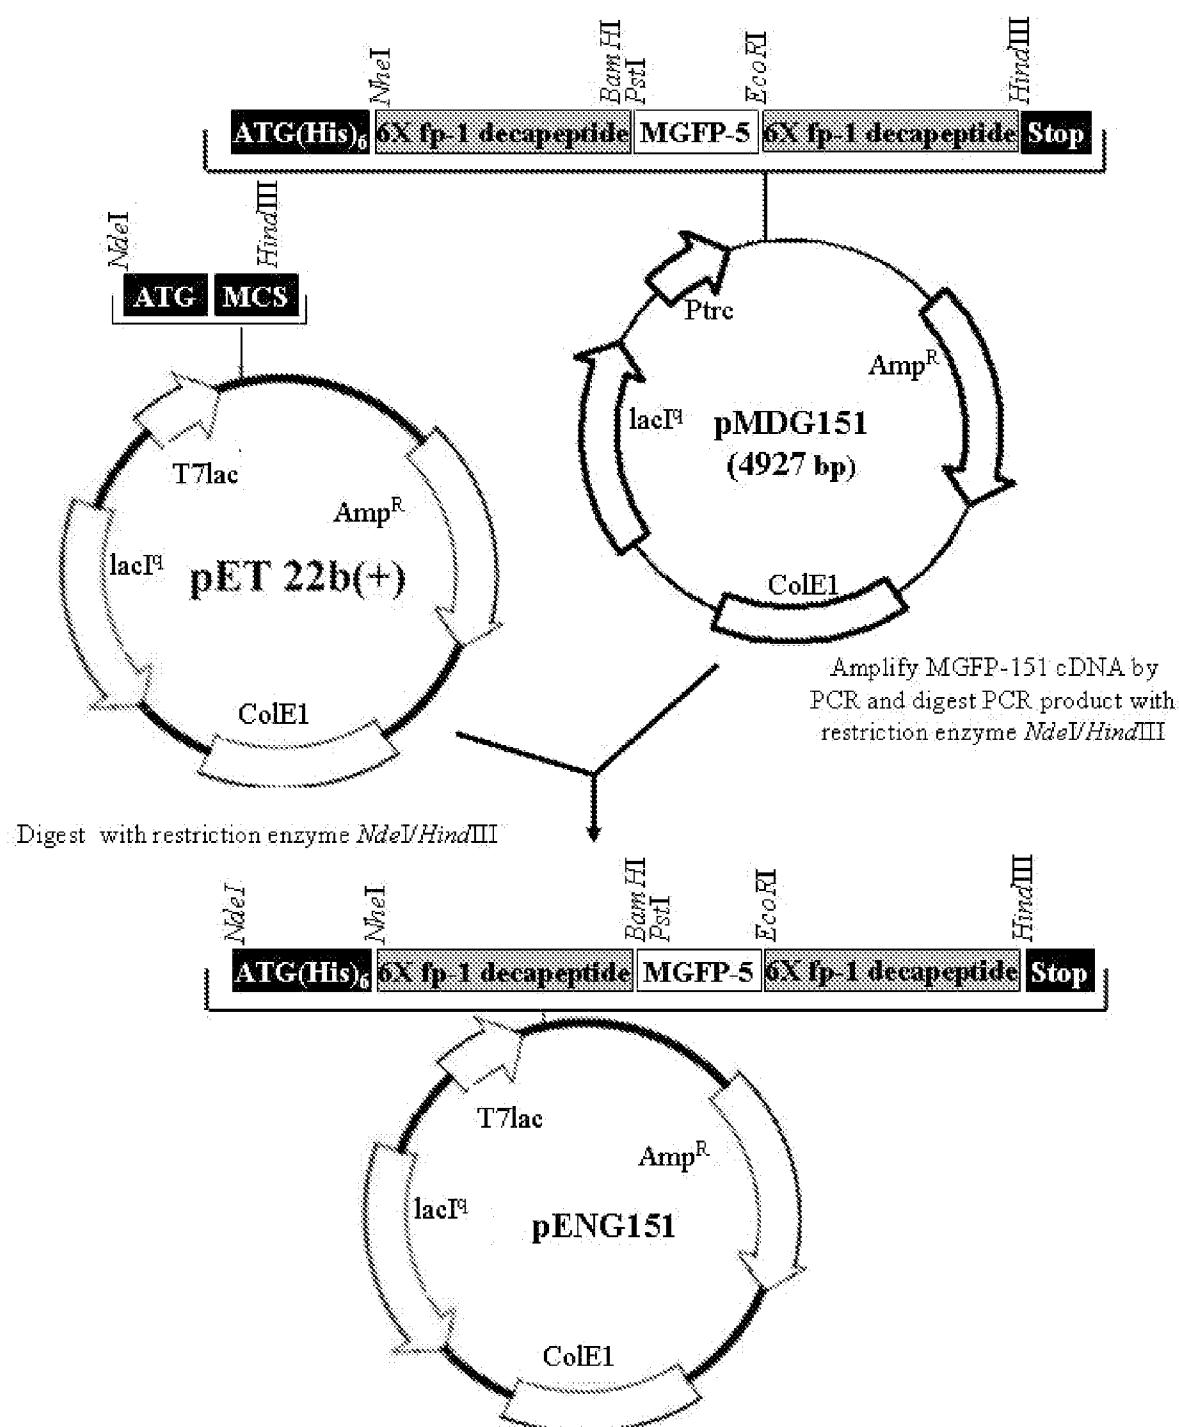 NheI
BamHI
PstI
EcoRI
HindIII
ATG(His)6 6X fp-1 decapeptide MGFP-5 6X fp-1 decapeptide Stop
NdeI
HindIII
ATG MCS
Ptrc
AmpR
lacIq
pMDG151
(4927 bp)
ColE1
T7lac
AmpR
lacIq
pET 22b(+)
ColE1
Amplify MGFP-151 cDNA by
PCR and digest PCR product with
restriction enzyme NdeI/HindIII
Digest with restriction enzyme NdeI/HindIII
NdeI
NheI
BamHI
PstI
EcoRI
HindIII
ATG(His)6 6X fp-1 decapeptide MGFP-5 6X fp-1 decapeptide Stop
T7lac
AmpR
lacIq
pENG151
ColE1